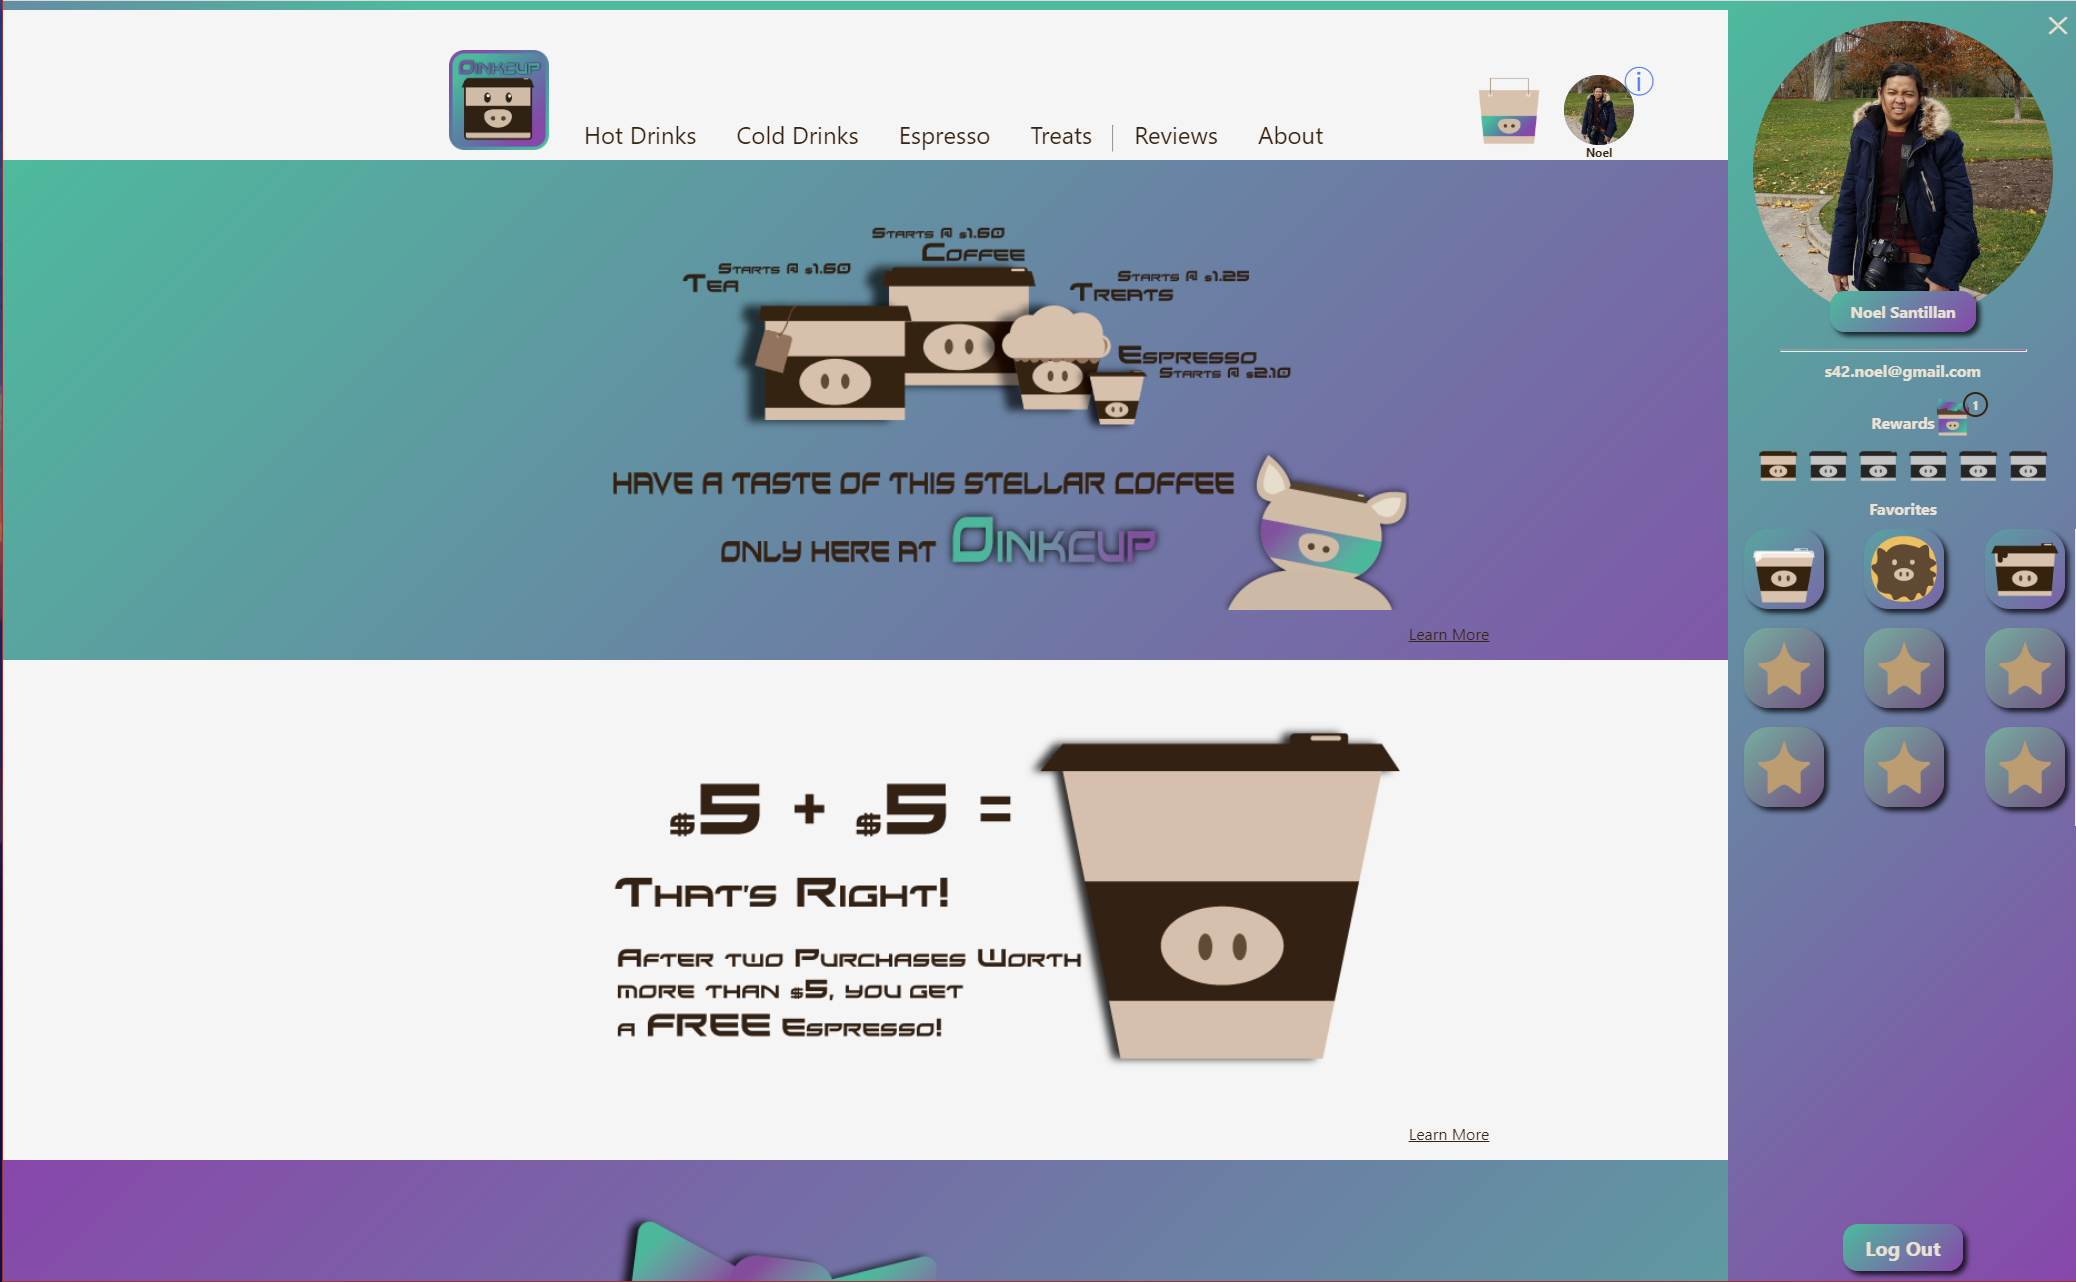 OINKCUP
Hot Drinks
Cold Drinks
Espresso
Treats
Reviews
About
i
Noel
Starts @ $1.60
Coffee
Starts @ $1.60
Tea
Starts @ $1.25
Treats
Espresso
Starts @ $2.10
HAVE A TASTE OF THIS STELLAR COFFEE
ONLY HERE AT OINKCUP
Learn More
$5 + $5 =
That's Right!
After two Purchases Worth
more than $5, you get
a FREE Espresso!
Learn More
Noel Santillan
s42.noel@gmail.com
Rewards 1
Favorites
Log Out